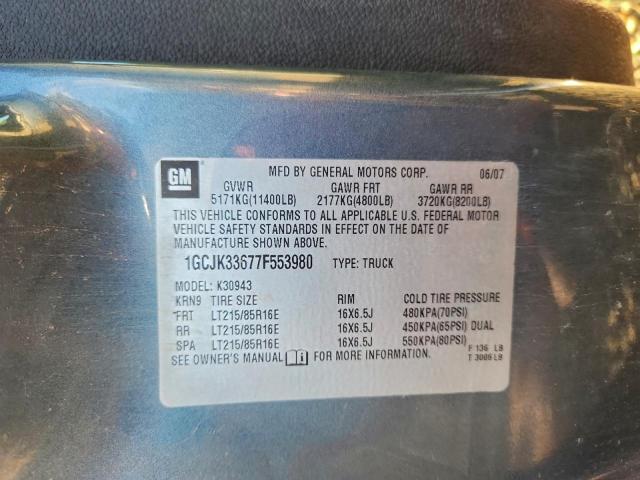 GM MFD BY GENERAL MOTORS CORP. 06/07
GVWR GAWR FRT GAWR RR
5171KG(11400LB) 2177KG(4800LB) 3720KG(8200LB)
THIS VEHICLE CONFORMS TO ALL APPLICABLE U.S. FEDERAL MOTOR
VEHICLE SAFETY STANDARDS IN EFFECT ON THE DATE OF
MANUFACTURE SHOWN ABOVE.
1GCJK33677F553980 TYPE: TRUCK
MODEL: K30943
KRN9 TIRE SIZE RIM COLD TIRE PRESSURE
FRT LT215/85R16E 16X6.5J 480KPA(70PSI)
RR LT215/85R16E 16X6.5J 450KPA(65PSI) DUAL
SPA LT215/85R16E 16X6.5J 550KPA(80PSI)
F 136 LB
SEE OWNER'S MANUAL FOR MORE INFORMATION. T 3006 LB